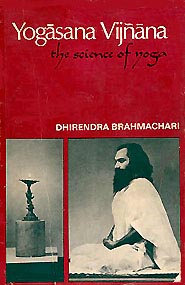 Yogāsana Vijñāna
the science of yoga
DHIRENDRA BRAHMACHARI